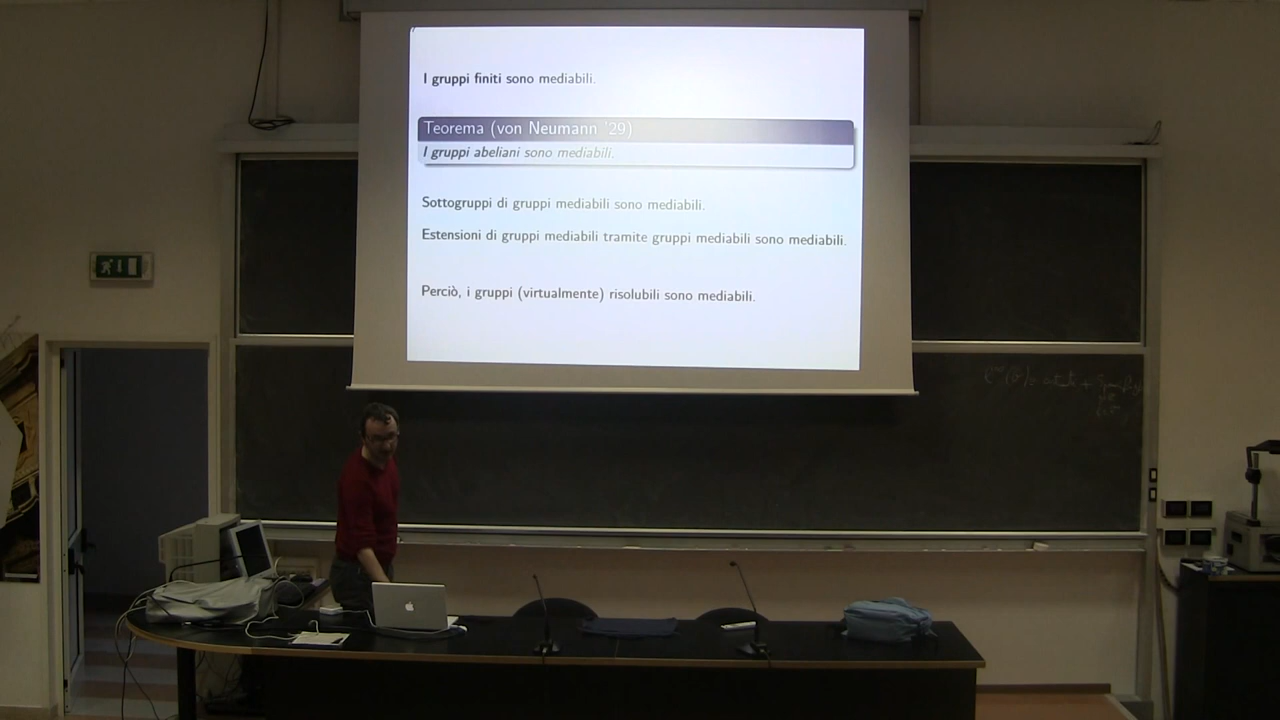 I gruppi finiti sono mediabili.
Teorema (von Neumann '29)
I gruppi abeliani sono mediabili.
Sottogruppi di gruppi mediabili sono mediabili.
Estensioni di gruppi mediabili tramite gruppi mediabili sono mediabili.
Perciò, i gruppi (virtualmente) risolubili sono mediabili.